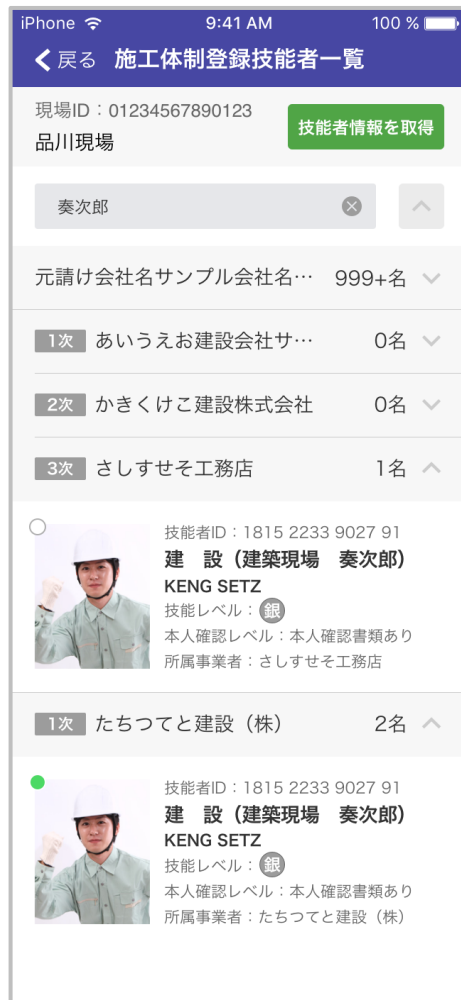 iPhone 9:41 AM 100 %
戻る 施工体制登録技能者一覧
現場ID：01234567890123
品川現場
技能者情報を取得
奏次郎
元請け会社名サンプル会社名… 999+名
1次 あいうえお建設会社サ… 0名
2次 かきくけこ建設株式会社 0名
3次 さしすせそ工務店 1名
技能者ID：1815 2233 9027 91
建　設（建築現場　奏次郎）
KENG SETZ
技能レベル：銀
本人確認レベル：本人確認書類あり
所属事業者：さしすせそ工務店
1次 たちつてと建設（株） 2名
技能者ID：1815 2233 9027 91
建　設（建築現場　奏次郎）
KENG SETZ
技能レベル：銀
本人確認レベル：本人確認書類あり
所属事業者：たちつてと建設（株）